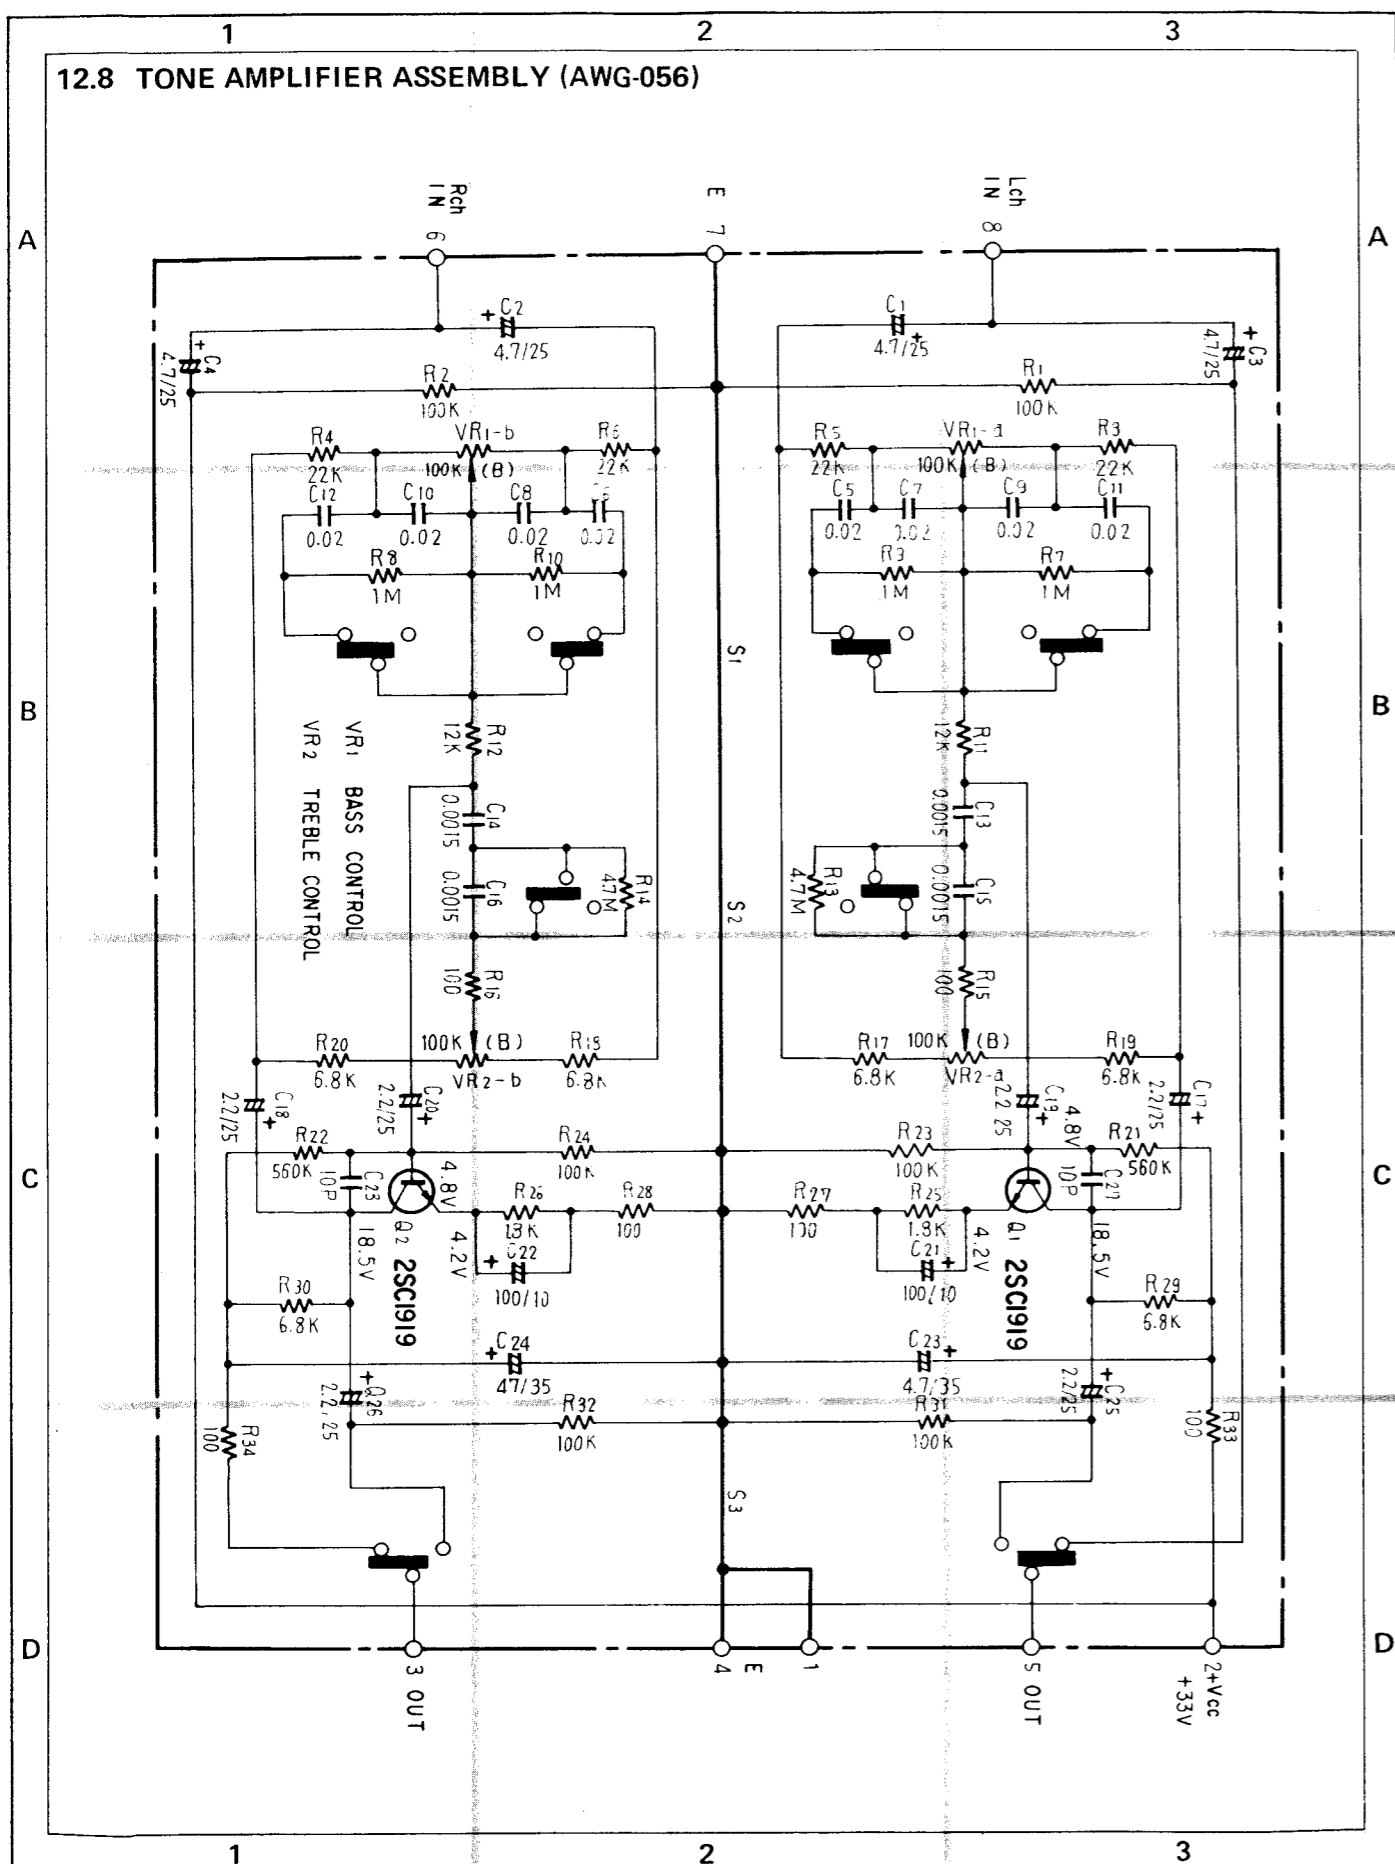 1 2 3
12.8 TONE AMPLIFIER ASSEMBLY (AWG-056)
A A
Rch IN 6
E 7
Lch IN 8
C2 4.7/25
C1 4.7/25
C4 4.7/25
C3 4.7/25
R2 100K
R1 100K
R4 22K
VR1-b 100K (B)
R6 22K
R5 22K
VR1-a 100K (B)
R3 22K
C12 0.02
C10 0.02
C8 0.02
C5 0.02
C7 0.02
C9 0.02
C11 0.02
R8 1M
R10 1M
R9 1M
R7 1M
S1
B B
VR1 BASS CONTROL
VR2 TREBLE CONTROL
R12 12K
R11 12K
C14 0.0015
C13 0.0015
C16 0.0015
R14 4.7M
S2
R13 4.7M
C15 0.0015
R16 100
R15 100
R20 6.8K
100K (B) VR2-b
6.8K
R17 6.8K
100K (B) VR2-a
R19 6.8K
C18 2.2/25
C20 2.2/25
C19 2.2 25
C17 2.2/25
4.8V
R22 560K
R24 100K
R23 100K
R21 560K
C C
10P
4.8V
R26 1.8K
R28 100
R27 100
R25 1.8K
C27 10P
Q2 2SC1919
18.5V
4.2V
C22 100/10
C21 100/10
4.2V
Q1 2SC1919
18.5V
R30 6.8K
R29 6.8K
C24 47/35
C23 4.7/35
C26 2.2/25
R32 100K
R31 100K
C25 2.2/25
R34 100
R33 100
S3
D D
3 OUT
4 E 1
5 OUT
2+Vcc +33V
1 2 3